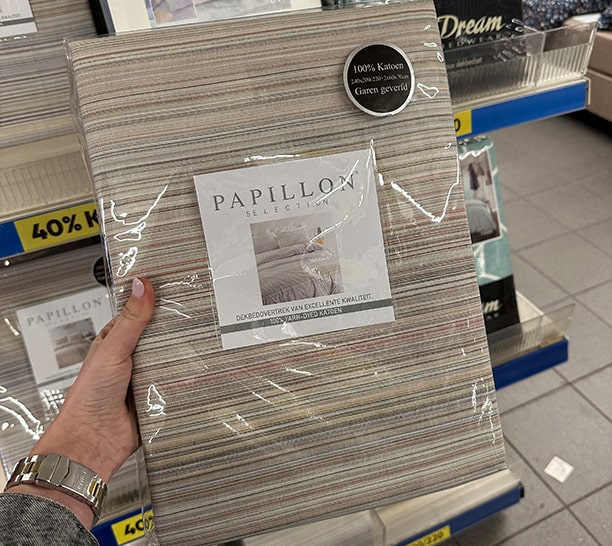 Dream
100% Katoen
240x200/220+2x60x70cm
Garen geverfd
PAPILLON
SELECTION
DEKBEDOVERTREK VAN EXCELLENTE KWALITEIT.
100% YARN-DYED KATOEN
40% K
PAPILLON
40